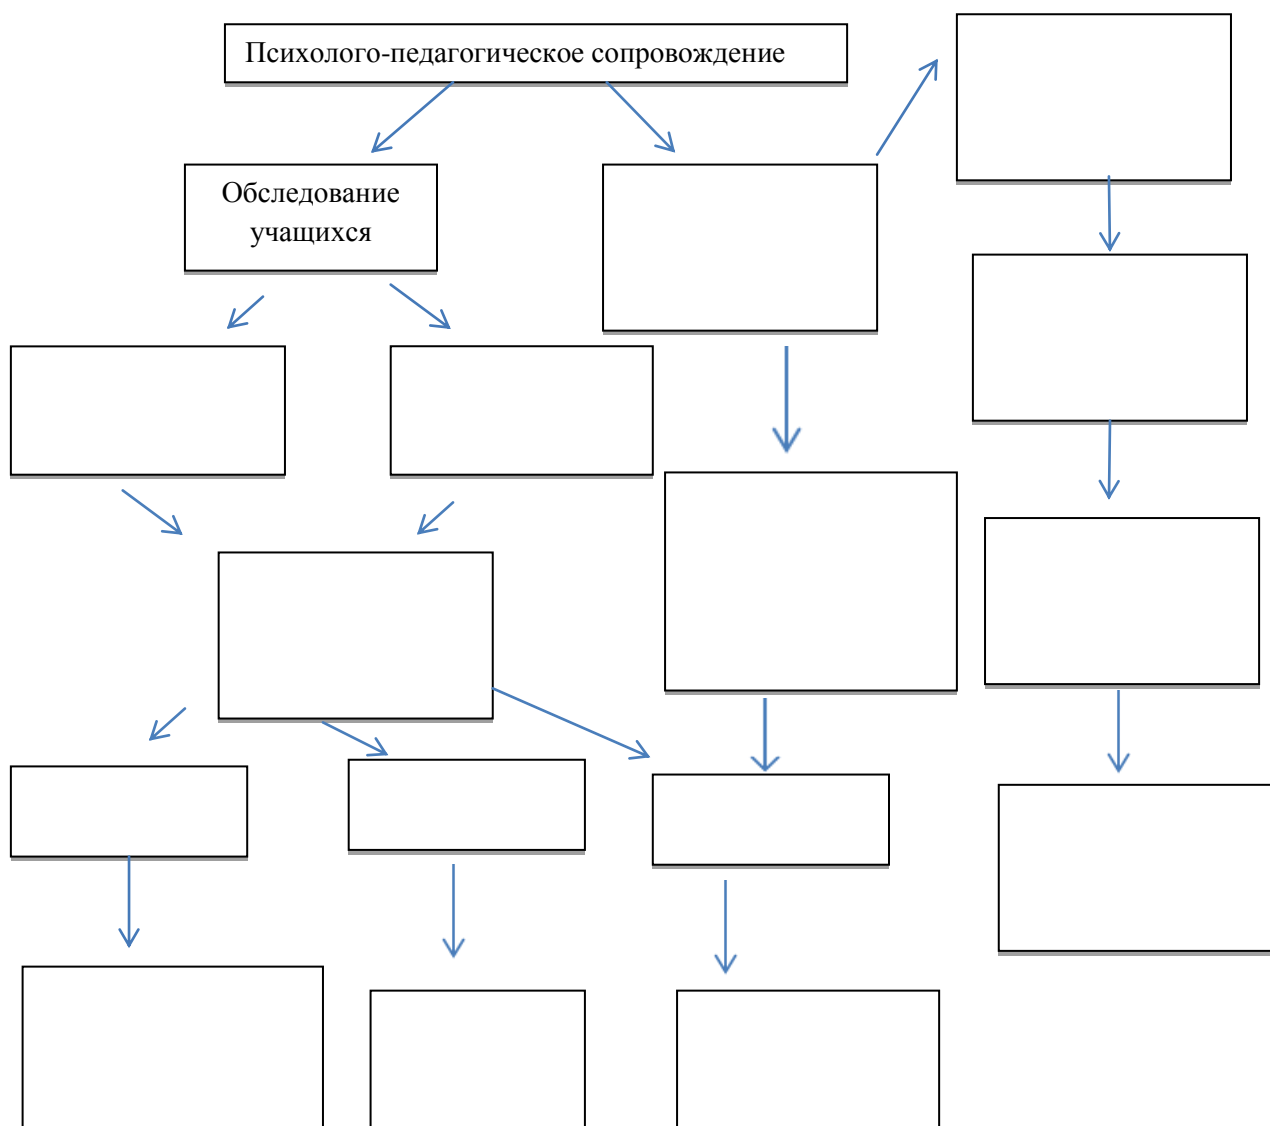 Психолого-педагогическое сопровождение
Обследование
учащихся